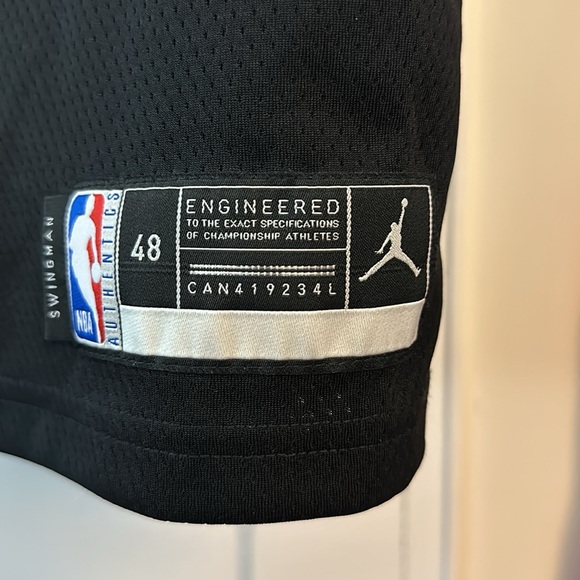 SWINGMAN
NBA
AUTHENTICS
48
ENGINEERED
TO THE EXACT SPECIFICATIONS
OF CHAMPIONSHIP ATHLETES
CAN419234L